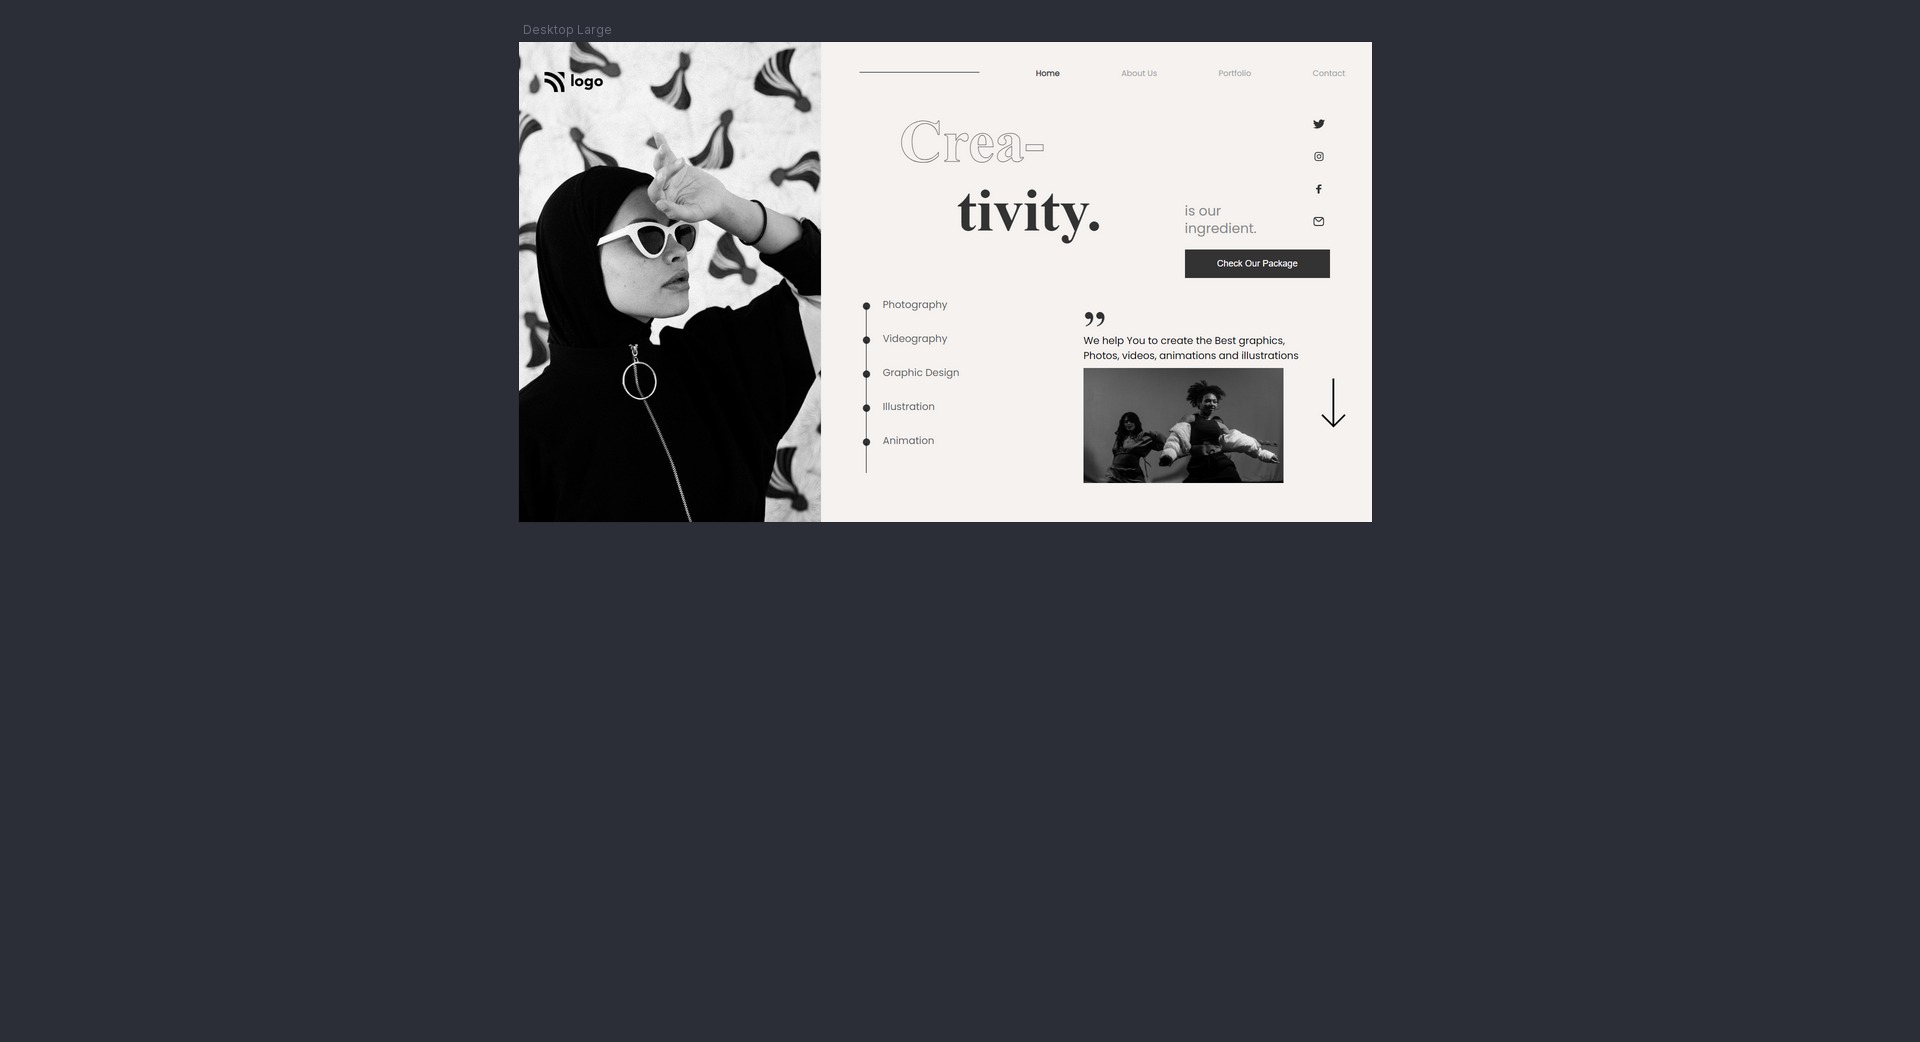 Desktop Large
logo
Home
About Us
Portfolio
Contact
Crea-
tivity.
is our
ingredient.
Check Our Package
Photography
Videography
Graphic Design
Illustration
Animation
”
We help You to create the Best graphics,
Photos, videos, animations and illustrations